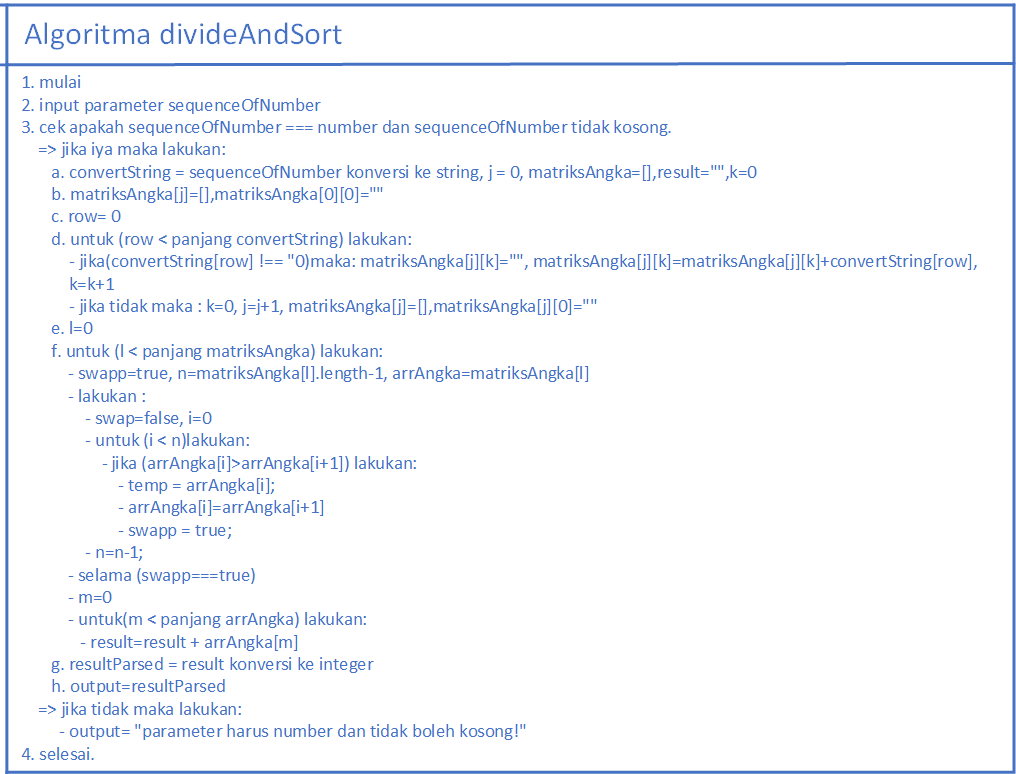 Algoritma divideAndSort
1. mulai
2. input parameter sequenceOfNumber
3. cek apakah sequenceOfNumber === number dan sequenceOfNumber tidak kosong.
=> jika iya maka lakukan:
a. convertString = sequenceOfNumber konversi ke string, j = 0, matriksAngka=[],result="",k=0
b. matriksAngka[j]=[],matriksAngka[0][0]=""
c. row= 0
d. untuk (row < panjang convertString) lakukan:
- jika(convertString[row] !== "0)maka: matriksAngka[j][k]="", matriksAngka[j][k]=matriksAngka[j][k]+convertString[row],
k=k+1
- jika tidak maka : k=0, j=j+1, matriksAngka[j]=[],matriksAngka[j][0]=""
e. l=0
f. untuk (l < panjang matriksAngka) lakukan:
- swapp=true, n=matriksAngka[l].length-1, arrAngka=matriksAngka[l]
- lakukan :
- swap=false, i=0
- untuk (i < n)lakukan:
- jika (arrAngka[i]>arrAngka[i+1]) lakukan:
- temp = arrAngka[i];
- arrAngka[i]=arrAngka[i+1]
- swapp = true;
- n=n-1;
- selama (swapp===true)
- m=0
- untuk(m < panjang arrAngka) lakukan:
- result=result + arrAngka[m]
g. resultParsed = result konversi ke integer
h. output=resultParsed
=> jika tidak maka lakukan:
- output= "parameter harus number dan tidak boleh kosong!"
4. selesai.